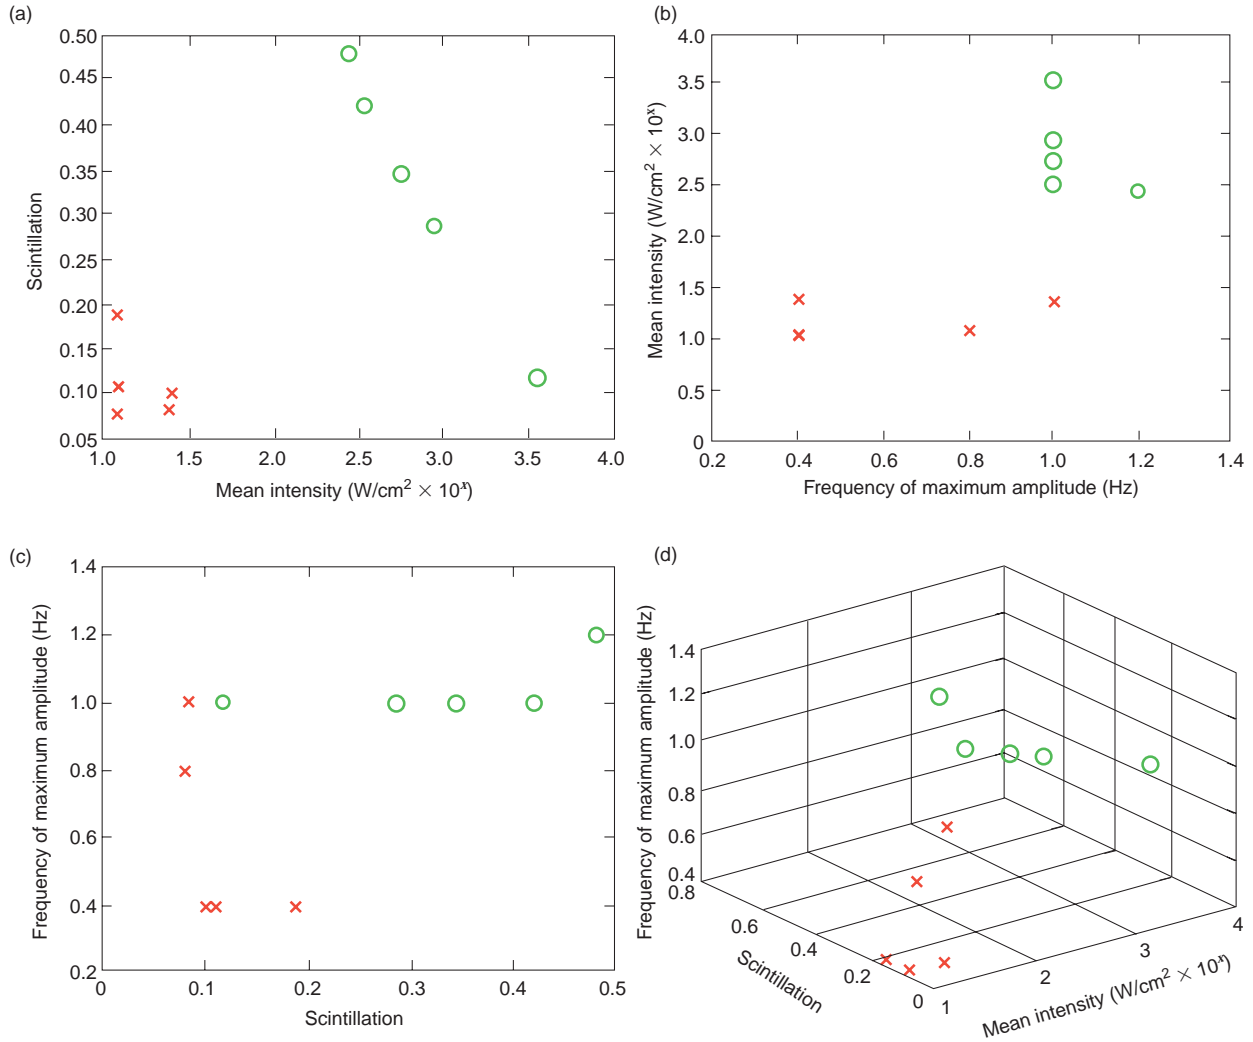 (a)
0.50
0.45
0.40
0.35
0.30
0.25
0.20
0.15
0.10
0.05
Scintillation
1.0 1.5 2.0 2.5 3.0 3.5 4.0
Mean intensity (W/cm² × 10ˣ)
(b)
4.0
3.5
3.0
2.5
2.0
1.5
1.0
0.5
0
Mean intensity (W/cm² × 10ˣ)
0.2 0.4 0.6 0.8 1.0 1.2 1.4
Frequency of maximum amplitude (Hz)
(c)
1.4
1.2
1.0
0.8
0.6
0.4
0.2
Frequency of maximum amplitude (Hz)
0 0.1 0.2 0.3 0.4 0.5
Scintillation
(d)
1.4
1.2
1.0
0.8
0.6
0.4
Frequency of maximum amplitude (Hz)
0.8
0.6
0.4
0.2
0
Scintillation
1 2 3 4
Mean intensity (W/cm² × 10ˣ)